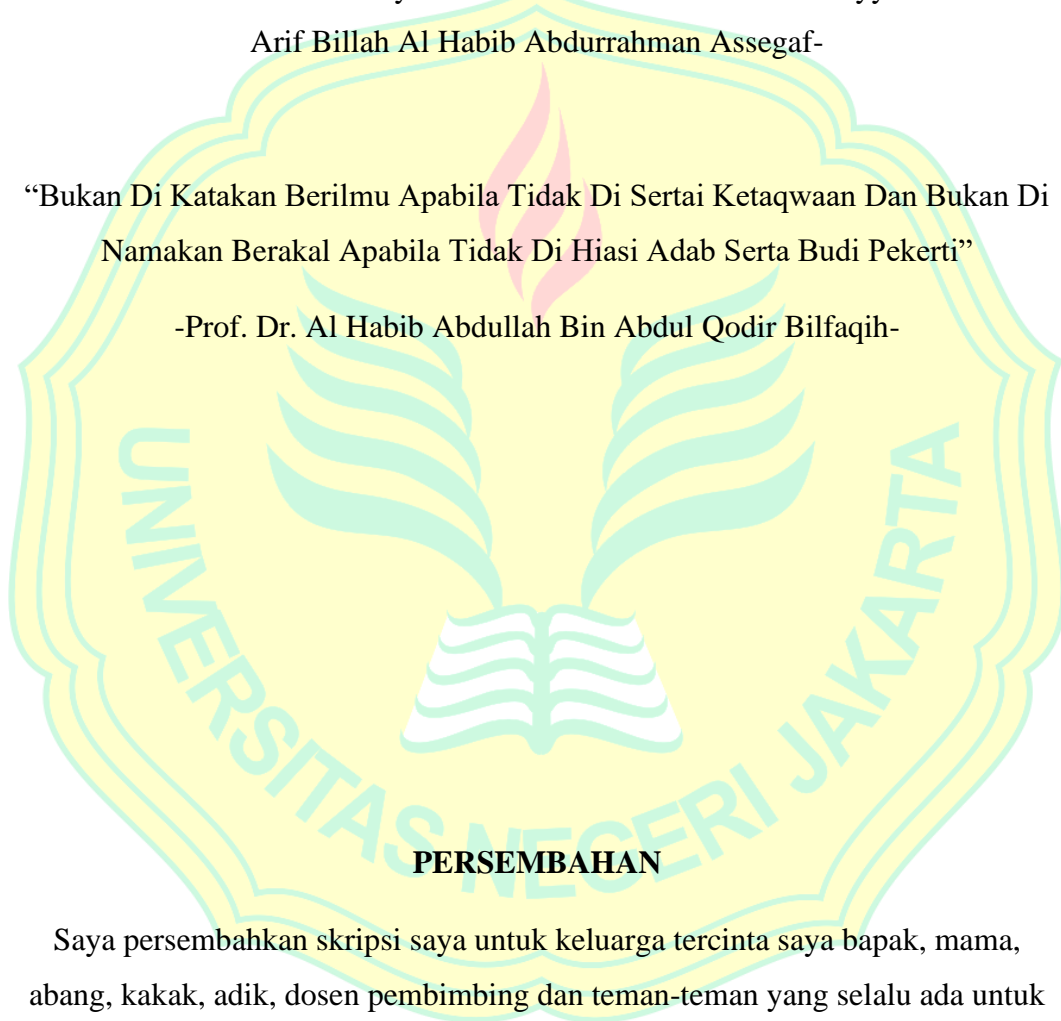 Arif Billah Al Habib Abdurrahman Assegaf-
“Bukan Di Katakan Berilmu Apabila Tidak Di Sertai Ketaqwaan Dan Bukan Di
Namakan Berakal Apabila Tidak Di Hiasi Adab Serta Budi Pekerti”
-Prof. Dr. Al Habib Abdullah Bin Abdul Qodir Bilfaqih-
UNIVERSITAS NEGERI JAKARTA
PERSEMBAHAN
Saya persembahkan skripsi saya untuk keluarga tercinta saya bapak, mama,
abang, kakak, adik, dosen pembimbing dan teman-teman yang selalu ada untuk